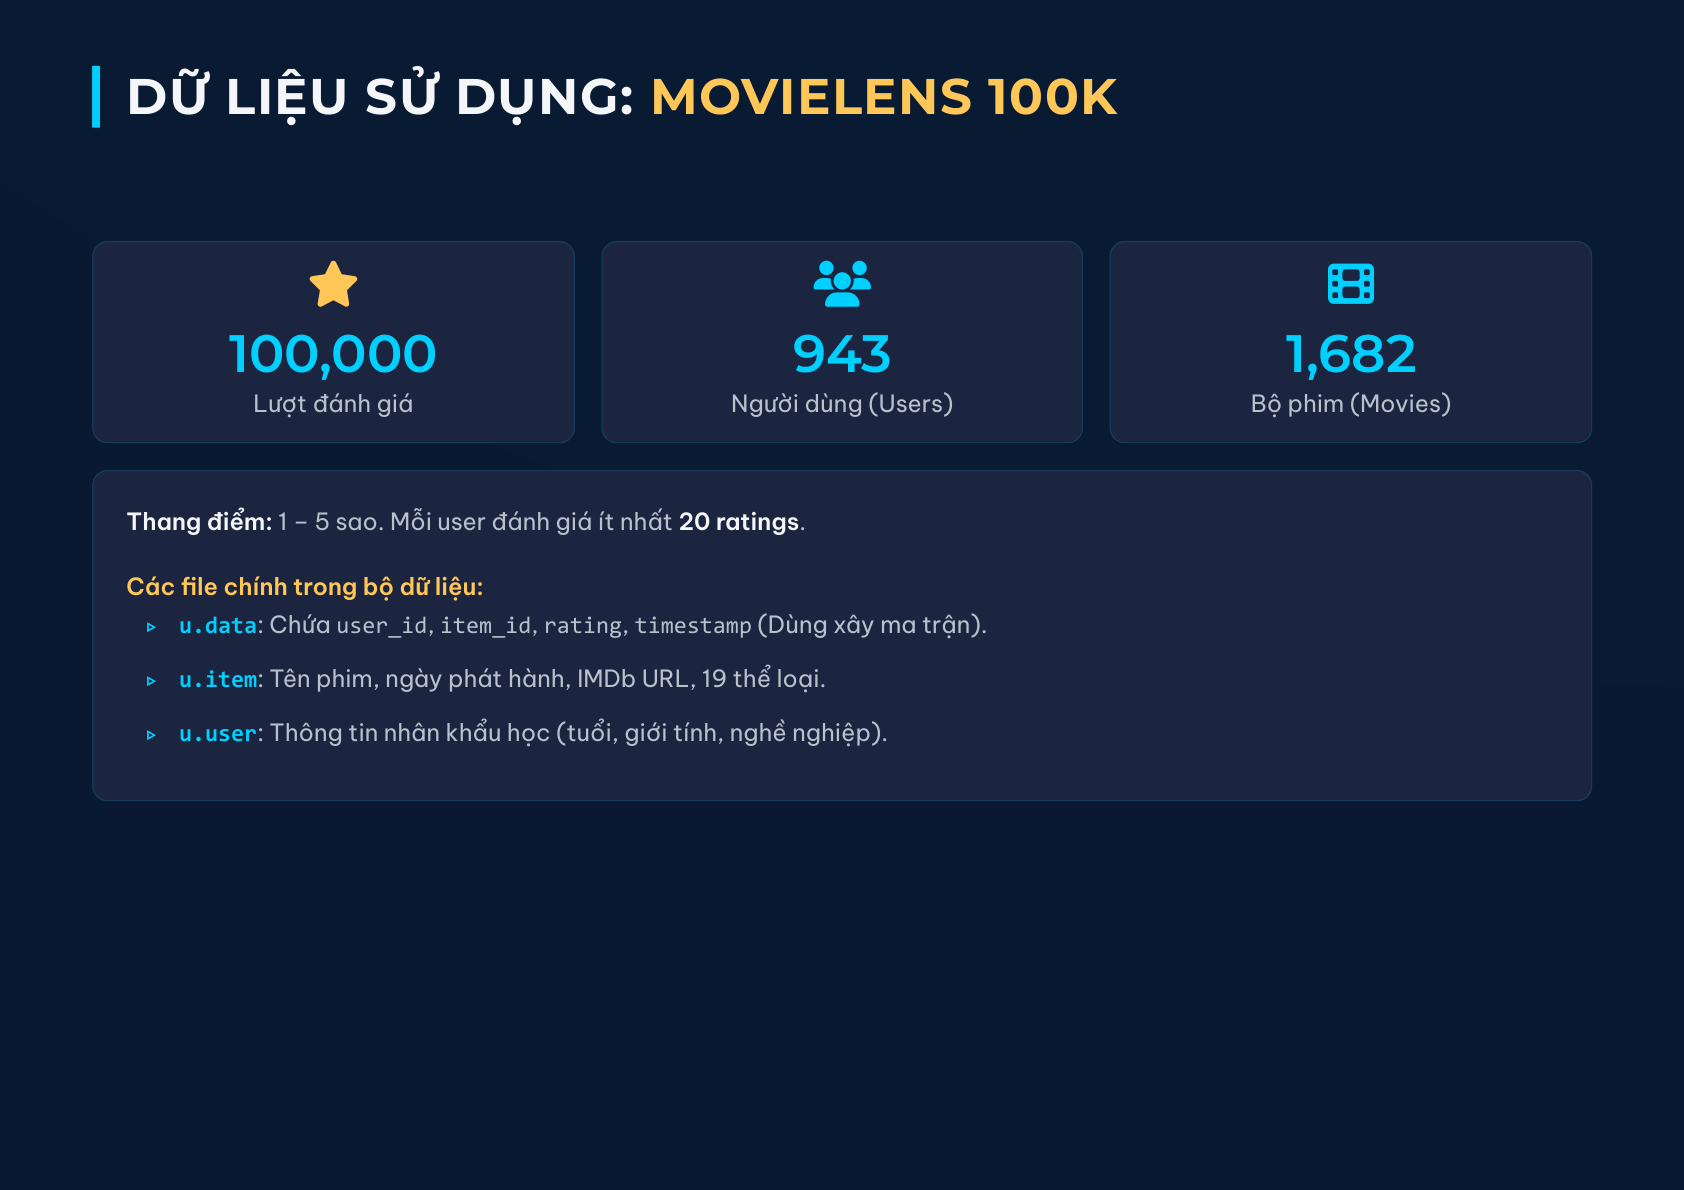 DỮ LIỆU SỬ DỤNG: MOVIELENS 100K
100,000
Lượt đánh giá
943
Người dùng (Users)
1,682
Bộ phim (Movies)
Thang điểm: 1 – 5 sao. Mỗi user đánh giá ít nhất 20 ratings.
Các file chính trong bộ dữ liệu:
▹ u.data: Chứa user_id, item_id, rating, timestamp (Dùng xây ma trận).
▹ u.item: Tên phim, ngày phát hành, IMDb URL, 19 thể loại.
▹ u.user: Thông tin nhân khẩu học (tuổi, giới tính, nghề nghiệp).